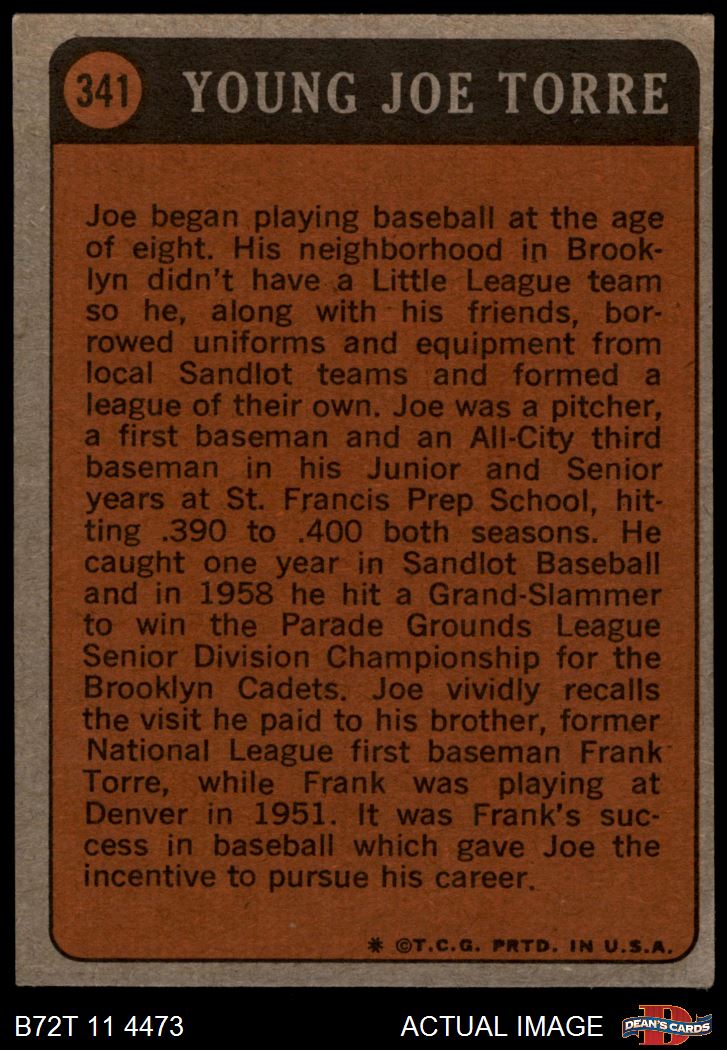 341 YOUNG JOE TORRE
Joe began playing baseball at the age
of eight. His neighborhood in Brook-
lyn didn't have a Little League team
so he, along with his friends, bor-
rowed uniforms and equipment from
local Sandlot teams and formed a
league of their own. Joe was a pitcher,
a first baseman and an All-City third
baseman in his Junior and Senior
years at St. Francis Prep School, hit-
ting .390 to .400 both seasons. He
caught one year in Sandlot Baseball
and in 1958 he hit a Grand-Slammer
to win the Parade Grounds League
Senior Division Championship for the
Brooklyn Cadets. Joe vividly recalls
the visit he paid to his brother, former
National League first baseman Frank
Torre, while Frank was playing at
Denver in 1951. It was Frank's suc-
cess in baseball which gave Joe the
incentive to pursue his career.
* ©T.C.G. PRTD. IN U.S.A.
B72T 11 4473 ACTUAL IMAGE D DEAN'S CARDS